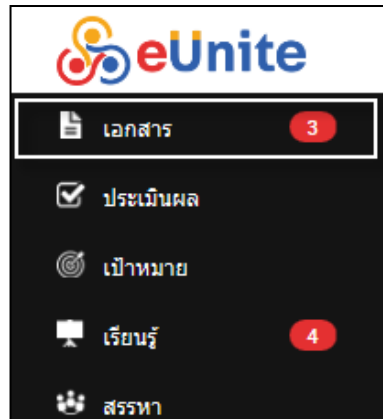 eUnite
เอกสาร 3
ประเมินผล
เป้าหมาย
เรียนรู้ 4
สรรหา